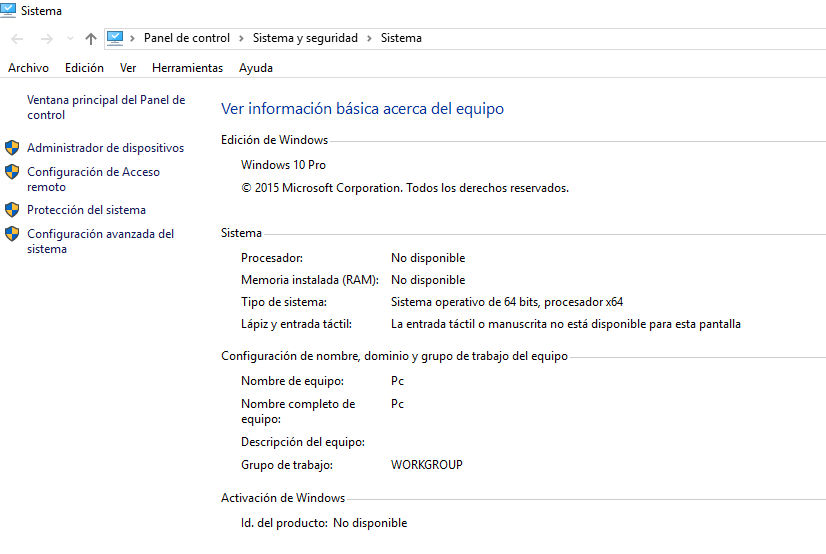 Sistema
Panel de control > Sistema y seguridad > Sistema
Archivo Edición Ver Herramientas Ayuda
Ventana principal del Panel de
control
Administrador de dispositivos
Configuración de Acceso
remoto
Protección del sistema
Configuración avanzada del
sistema
Ver información básica acerca del equipo
Edición de Windows
Windows 10 Pro
© 2015 Microsoft Corporation. Todos los derechos reservados.
Sistema
Procesador: No disponible
Memoria instalada (RAM): No disponible
Tipo de sistema: Sistema operativo de 64 bits, procesador x64
Lápiz y entrada táctil: La entrada táctil o manuscrita no está disponible para esta pantalla
Configuración de nombre, dominio y grupo de trabajo del equipo
Nombre de equipo: Pc
Nombre completo de Pc
equipo:
Descripción del equipo:
Grupo de trabajo: WORKGROUP
Activación de Windows
Id. del producto: No disponible